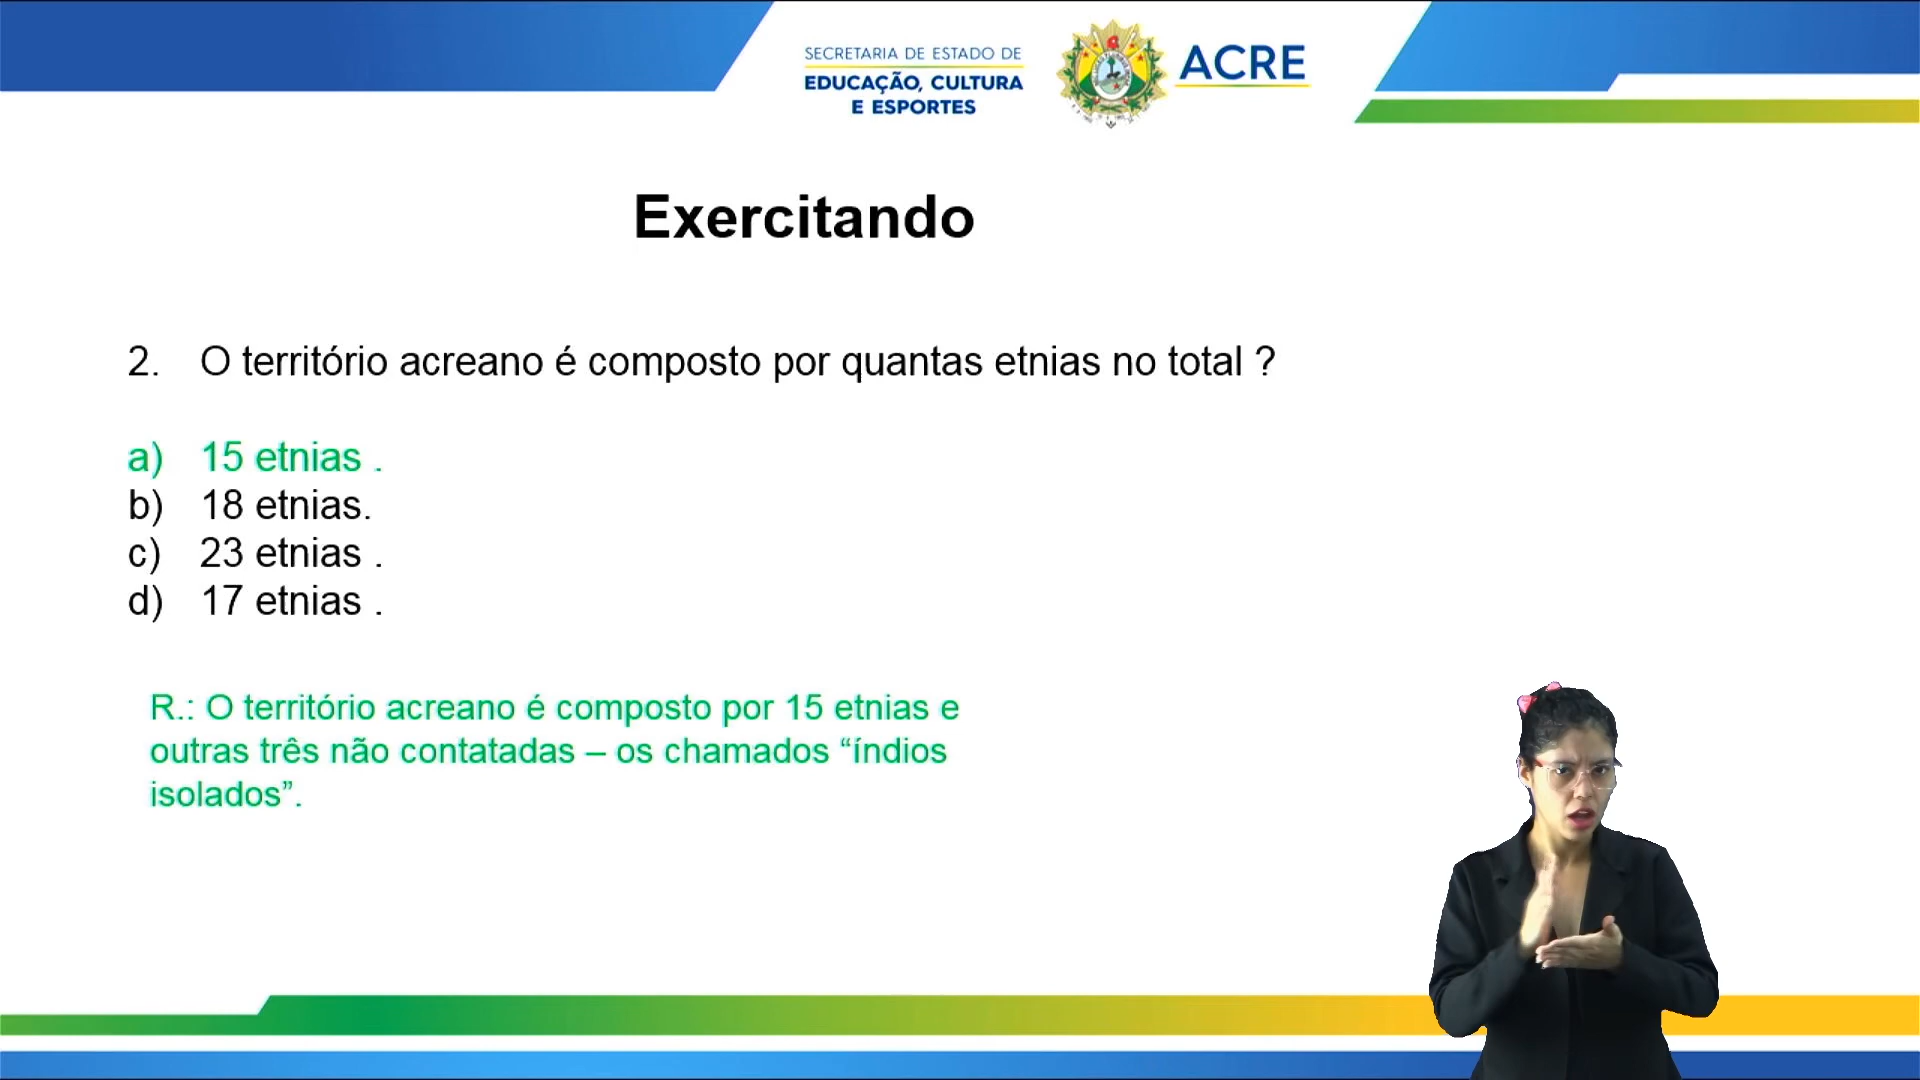 SECRETARIA DE ESTADO DE
EDUCAÇÃO, CULTURA
E ESPORTES
ACRE
Exercitando
2. O território acreano é composto por quantas etnias no total ?
a) 15 etnias .
b) 18 etnias.
c) 23 etnias .
d) 17 etnias .
R.: O território acreano é composto por 15 etnias e
outras três não contatadas – os chamados “índios
isolados”.